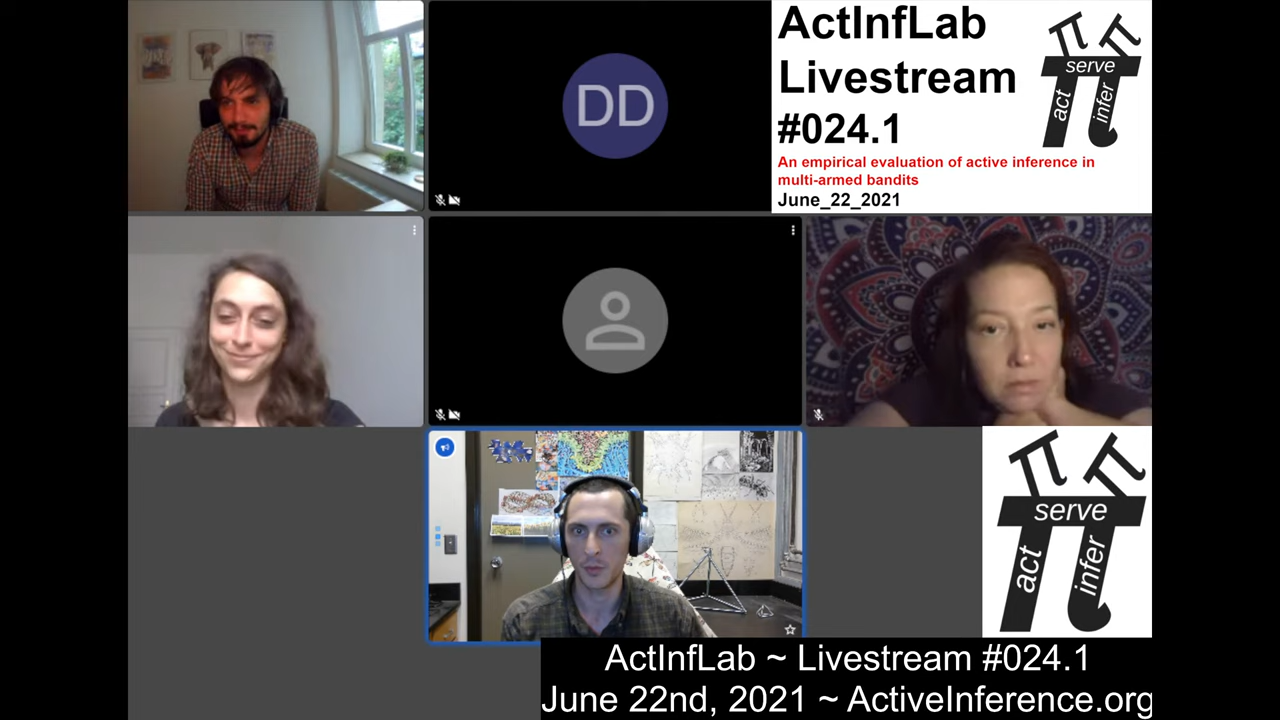 DD
ActInfLab
Livestream
#024.1
An empirical evaluation of active inference in
multi-armed bandits
June_22_2021
serve
act
infer
serve
act
infer
ActInfLab ~ Livestream #024.1
June 22nd, 2021 ~ ActiveInference.org